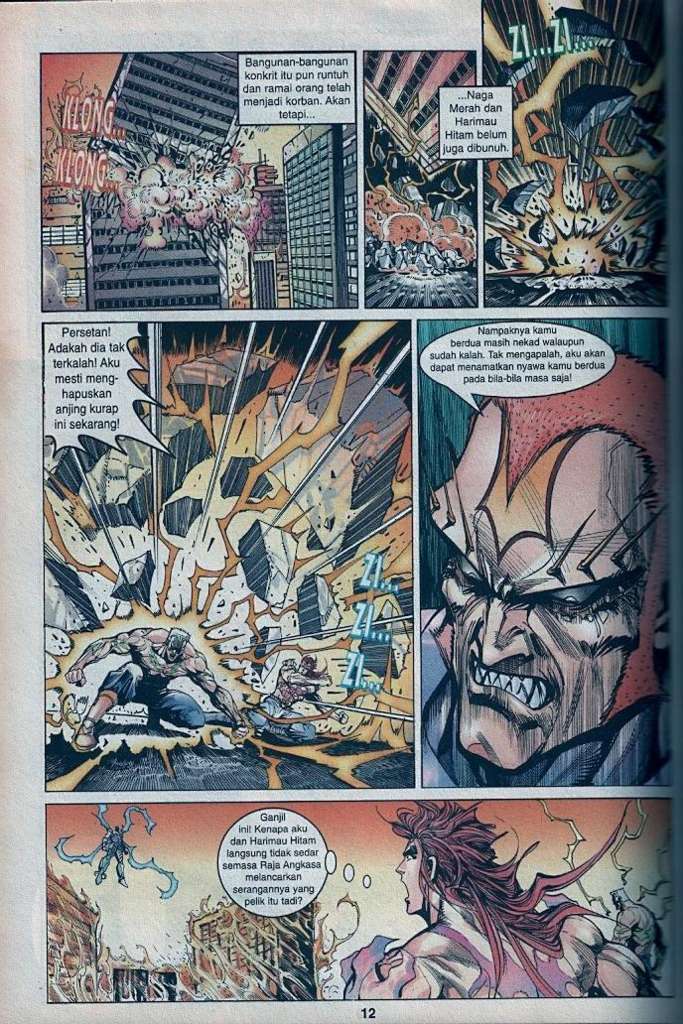 KLONG...
KLONG...
Bangunan-bangunan
konkrit itu pun runtuh
dan ramai orang telah
menjadi korban. Akan
tetapi...
...Naga
Merah dan
Harimau
Hitam belum
juga dibunuh.
ZI...ZI...
Persetan!
Adakah dia tak
terkalah! Aku
mesti meng-
hapuskan
anjing kurap
ini sekarang!
ZI...
ZI...
ZI...
Nampaknya kamu
berdua masih nekad walaupun
sudah kalah. Tak mengapalah, aku akan
dapat menamatkan nyawa kamu berdua
pada bila-bila masa saja!
Ganjil
ini! Kenapa aku
dan Harimau Hitam
langsung tidak sedar
semasa Raja Angkasa
melancarkan
serangannya yang
pelik itu tadi?
12